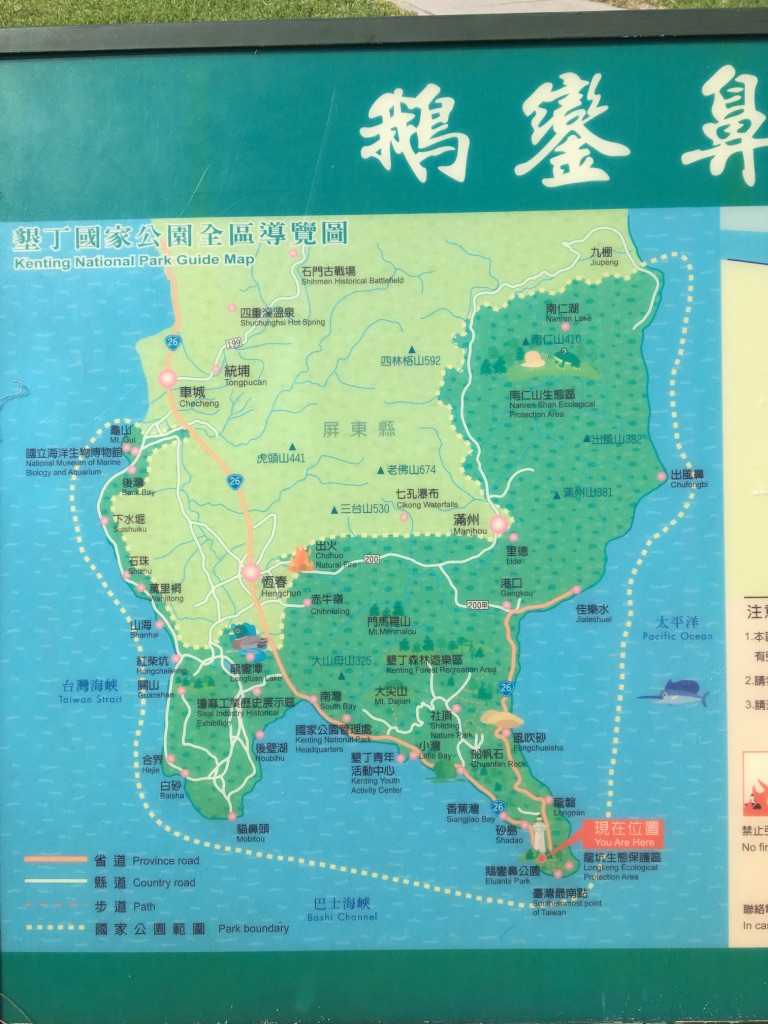 鵝鑾鼻
墾丁國家公園全區導覽圖
Kenting National Park Guide Map
石門古戰場
Shihmen Historical Battlefield
九棚
Jiupeng
四重溪溫泉
Shuchunghsi Hot Spring
南仁湖
Nanren Lake
26
199
南仁山410
四林格山592
統埔
Tongpucan
車城
Checheng
南仁山生態區
Nanren Shan Ecological
Protection Area
屏東縣
龜山
Mt. Gui
出風山382
國立海洋生物博物館
National Museum of Marine
Biology and Aquarium
虎頭山441
老佛山674
後灣
Back Bay
26
出風鼻
Chufongbi
七孔瀑布
Cikong Waterfalls
滿州山381
三台山530
下水堀
Siashuiku
滿州
Manjhou
出火
Chuhuo
Natural Fire
里德
Lide
200
石珠
Shizhu
恆春
Hengchun
萬里桐
Wanlitong
港口
Gangkou
赤牛嶺
Chihniuling
200甲
佳樂水
Jialeshuei
山海
Shanhai
門馬羅山
Mt.Menmalou
太平洋
Pacific Ocean
紅柴坑
Hongchaikeng
龍鑾潭
Longluan Lake
大山母山325
墾丁森林遊樂區
Kenting Forest Recreation Area
台灣海峽
Taiwan Strait
關山
Guanshan
26
瓊麻工業歷史展示區
Sisal Industry Historical
Exhibition
南灣
South Bay
大尖山
Mt. Dajian
社頂
Sheding
Nature Park
國家公園管理處
Kenting National Park
Headquarters
風吹砂
Fongchueisha
後壁湖
Houbihu
小灣
Little Bay
船帆石
Chuanfan Rock
合界
Hejie
墾丁青年
活動中心
Kenting Youth
Activity Center
白砂
Baisha
香蕉灣
Siangjiao Bay
26
龍磐
Longpan
貓鼻頭
Mobitou
砂島
Shadao
現在位置
You Are Here
鵝鑾鼻公園
Eluanbi Park
龍坑生態保護區
Longkeng Ecological
Protection Area
臺灣最南點
Southernmost point
of Taiwan
巴士海峽
Bashi Channel
省道 Province road
縣道 Country road
步道 Path
國家公園範圍 Park boundary
1.本
2.請
3.請
禁止
No fir
聯絡
In cas